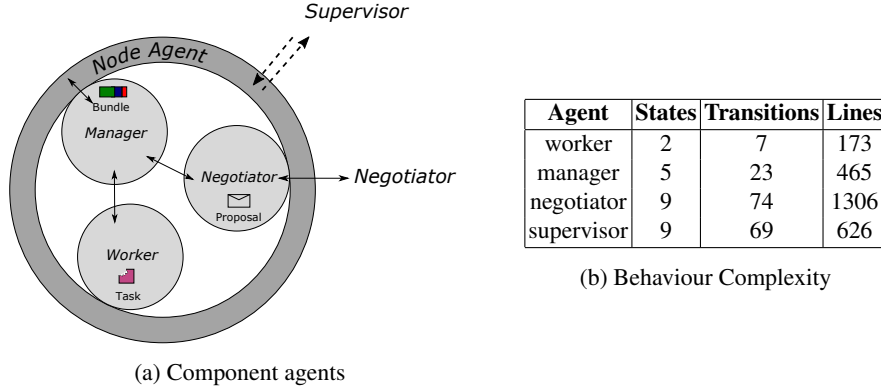 Supervisor
Node Agent
Bundle
Manager
Negotiator
Proposal
Negotiator
Worker
Task
(a) Component agents
Agent States Transitions Lines
worker 2 7 173
manager 5 23 465
negotiator 9 74 1306
supervisor 9 69 626
(b) Behaviour Complexity